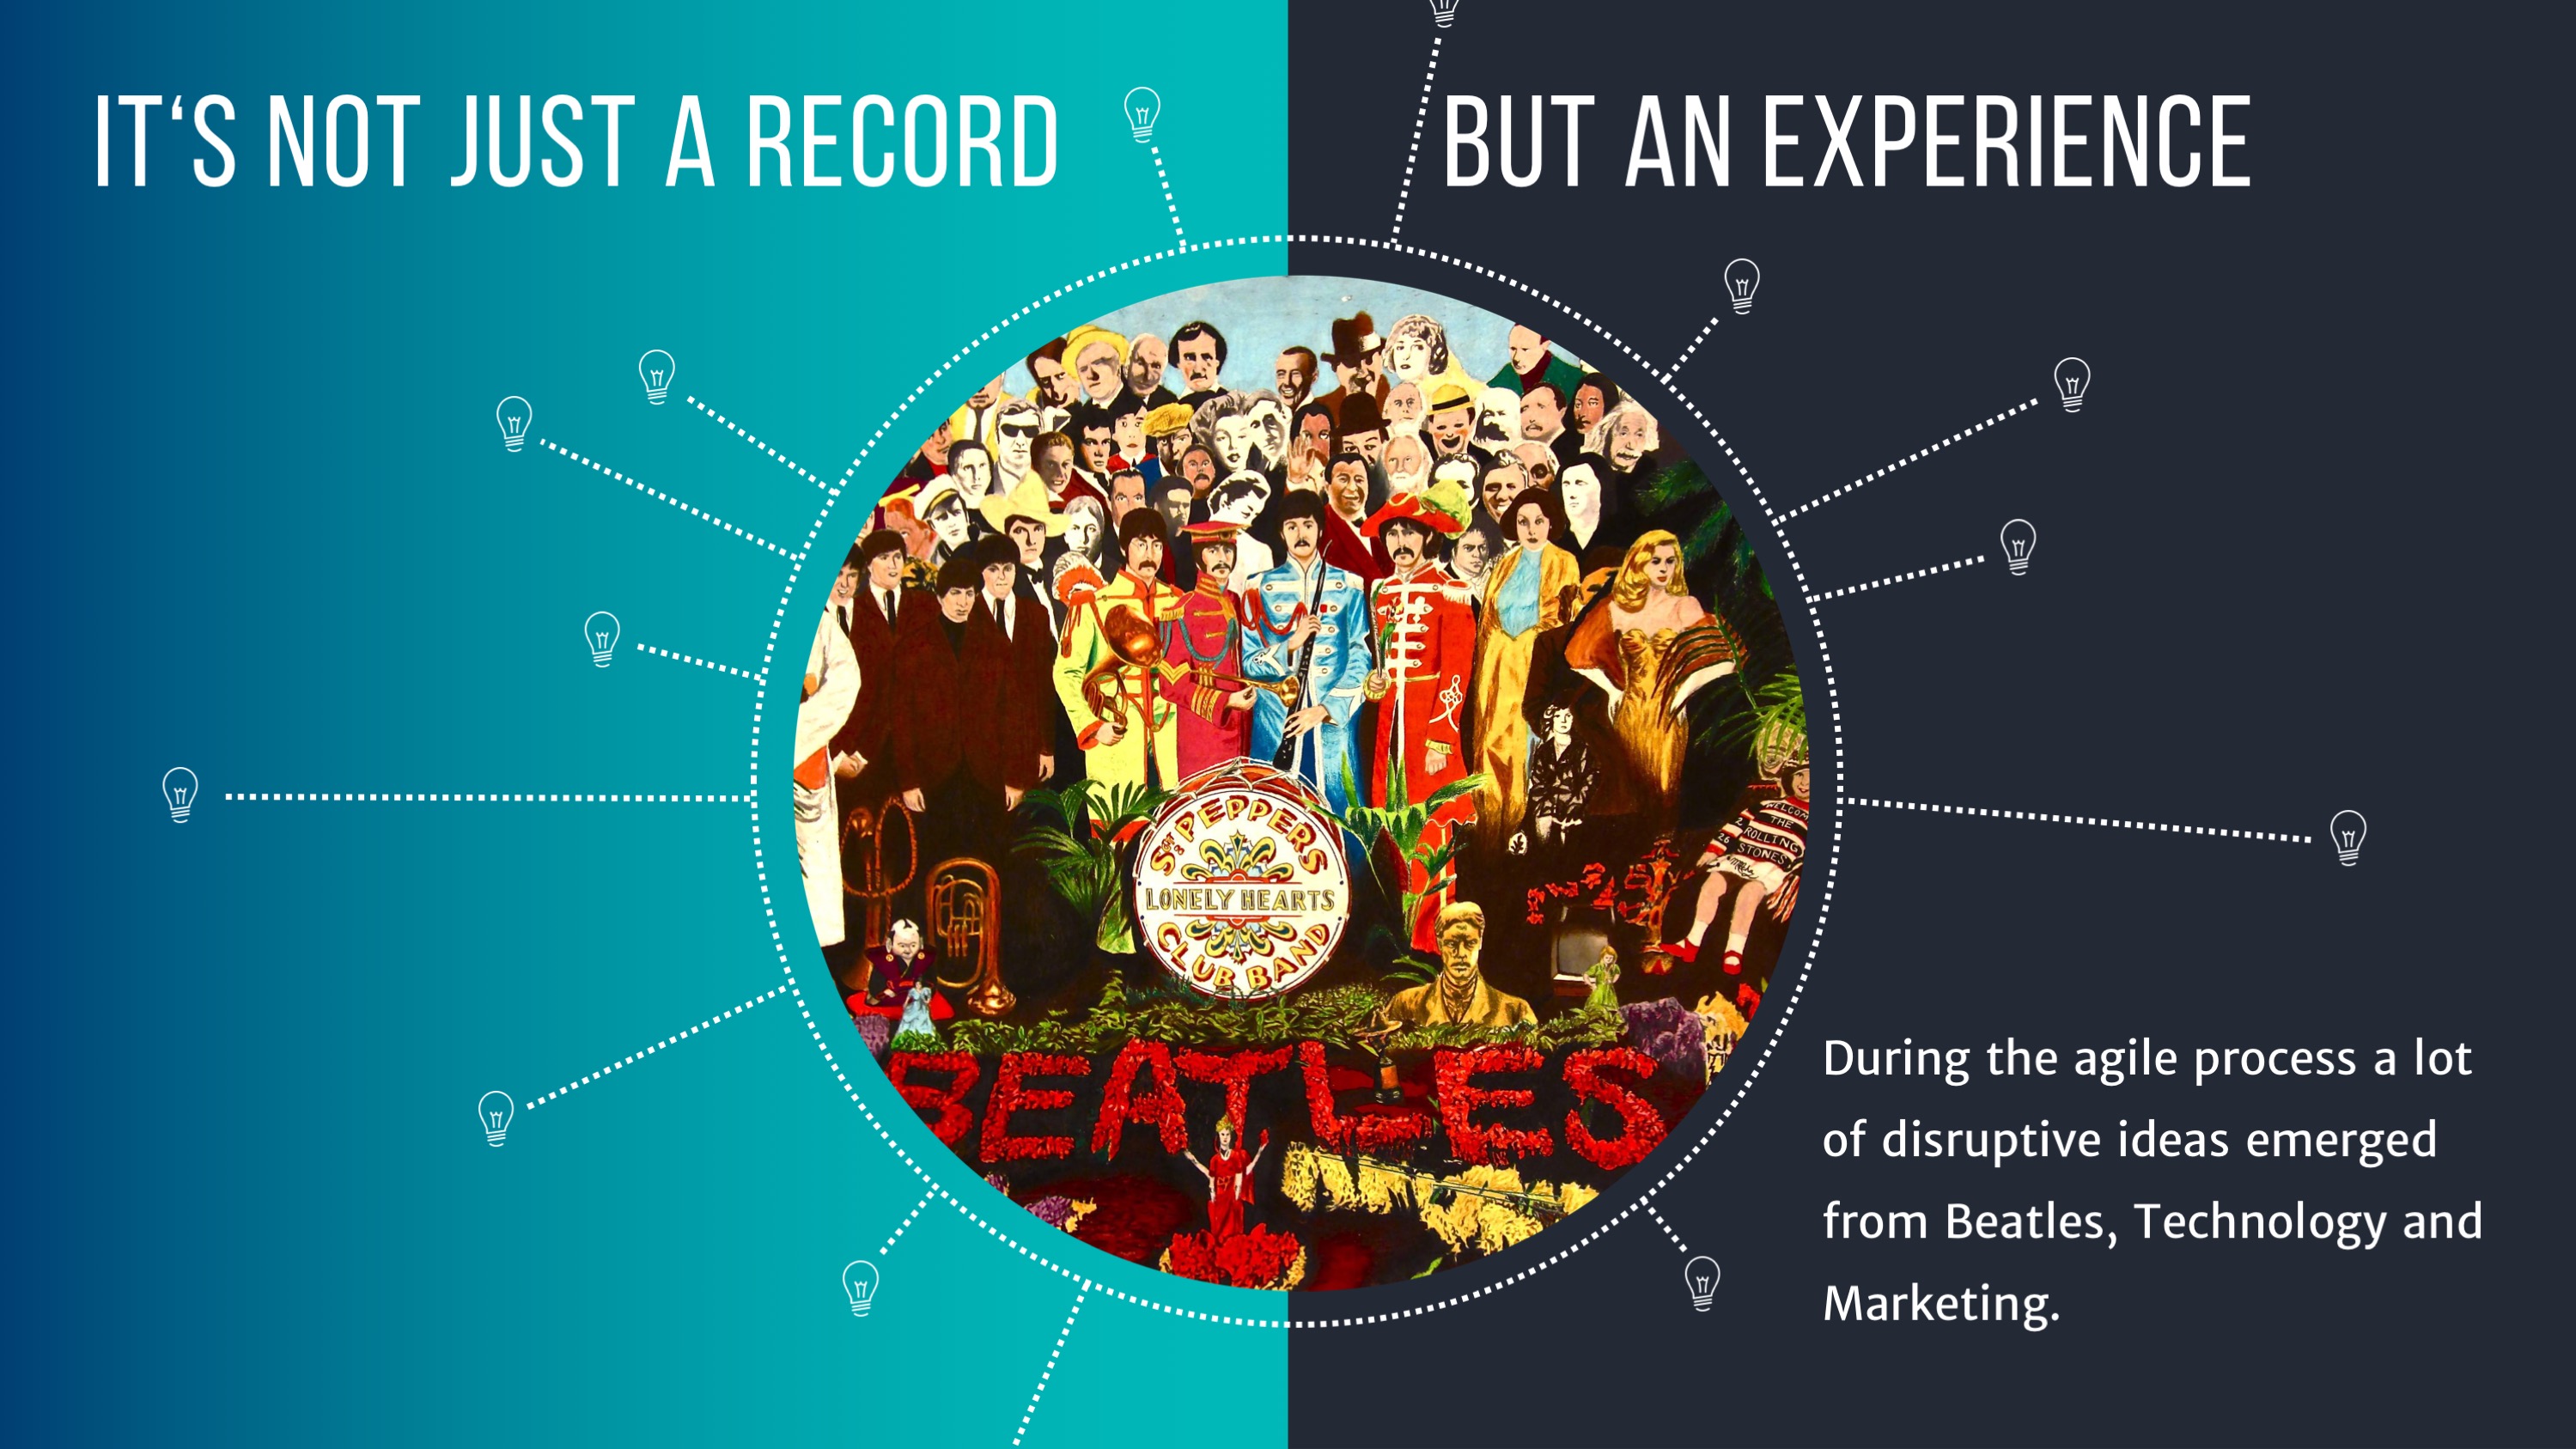 IT‘S NOT JUST A RECORD
BUT AN EXPERIENCE
SGT PEPPERS
LONELY HEARTS
CLUB BAND
WELCOME
THE
ROLLING
STONES
BEATLES
During the agile process a lot
of disruptive ideas emerged
from Beatles, Technology and
Marketing.